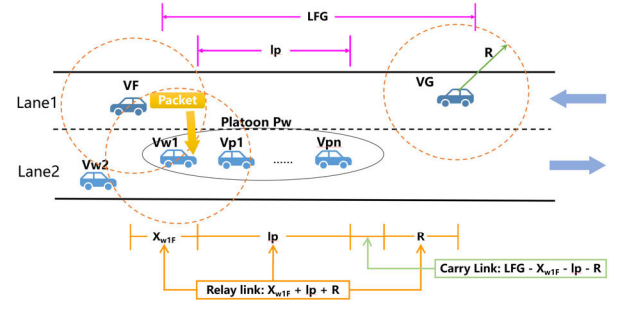 LFG
lp
R
VF
VG
Lane1
Packet
Platoon Pw
Vw1
Vp1
......
Vpn
Vw2
Lane2
Xw1F
lp
R
Carry Link: LFG - Xw1F - lp - R
Relay link: Xw1F + lp + R